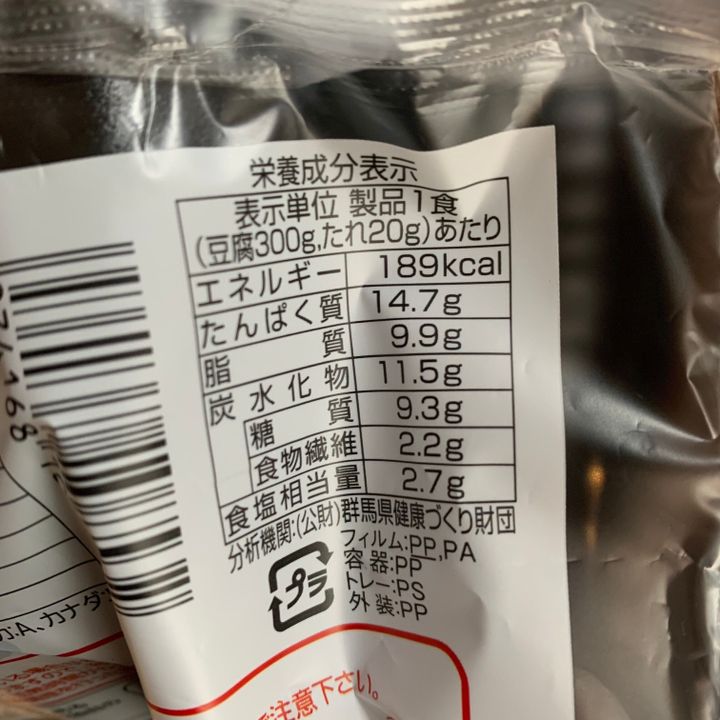 栄養成分表示
表示単位 製品1食
(豆腐300g,たれ20g)あたり
エネルギー 189kcal
たんぱく質 14.7g
脂質 9.9g
炭水化物 11.5g
糖質 9.3g
食物繊維 2.2g
食塩相当量 2.7g
分析機関:(公財)群馬県健康づくり財団
プラ
フィルム:PP,PA
容器:PP
トレー:PS
外装:PP
A、カナダ
ご注意下さい。